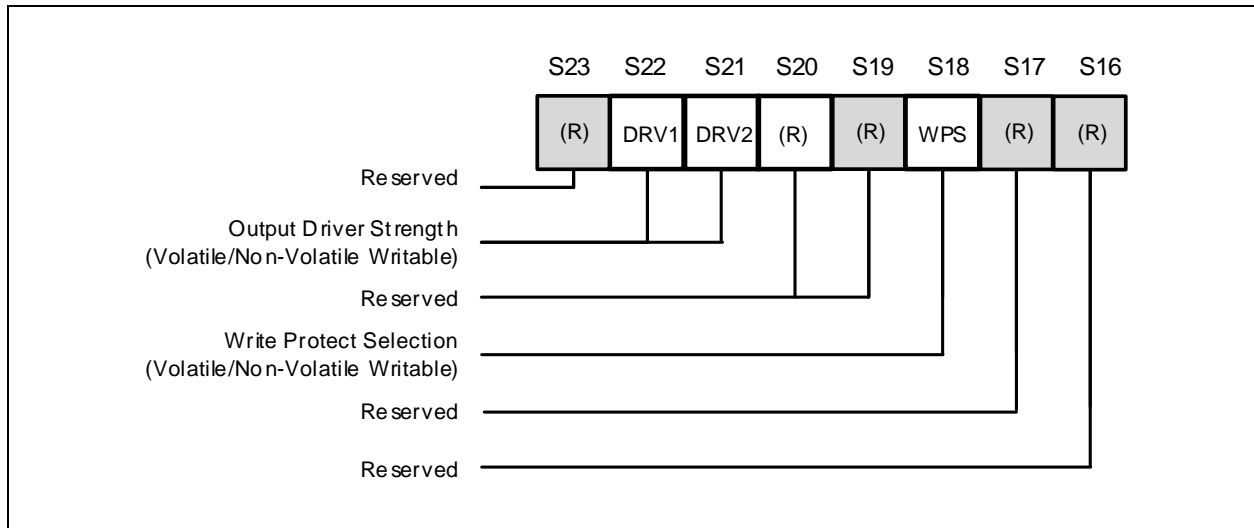 S23 S22 S21 S20 S19 S18 S17 S16
(R) DRV1 DRV2 (R) (R) WPS (R) (R)
Reserved
Output Driver Strength
(Volatile/Non-Volatile Writable)
Reserved
Write Protect Selection
(Volatile/Non-Volatile Writable)
Reserved
Reserved